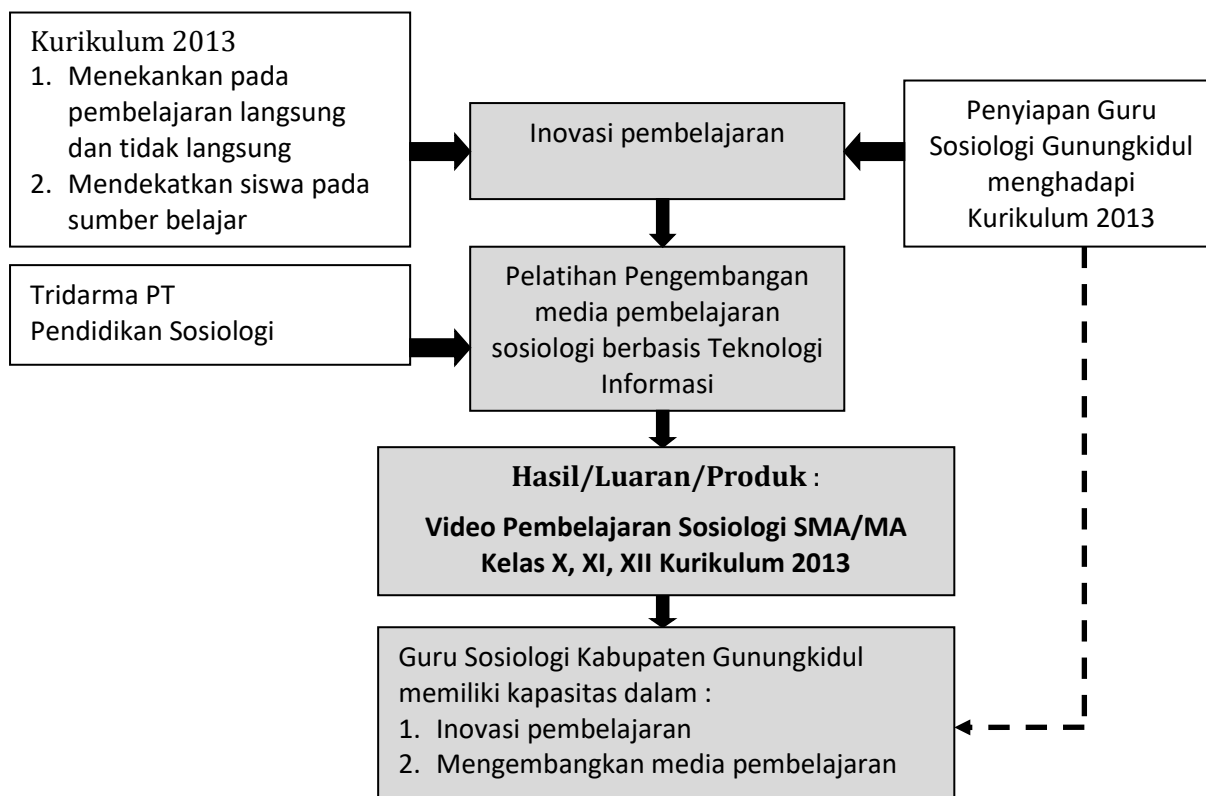 Kurikulum 2013
1. Menekankan pada
pembelajaran langsung
dan tidak langsung
2. Mendekatkan siswa pada
sumber belajar
Inovasi pembelajaran
Penyiapan Guru
Sosiologi Gunungkidul
menghadapi
Kurikulum 2013
Tridarma PT
Pendidikan Sosiologi
Pelatihan Pengembangan
media pembelajaran
sosiologi berbasis Teknologi
Informasi
Hasil/Luaran/Produk :
Video Pembelajaran Sosiologi SMA/MA
Kelas X, XI, XII Kurikulum 2013
Guru Sosiologi Kabupaten Gunungkidul
memiliki kapasitas dalam :
1. Inovasi pembelajaran
2. Mengembangkan media pembelajaran